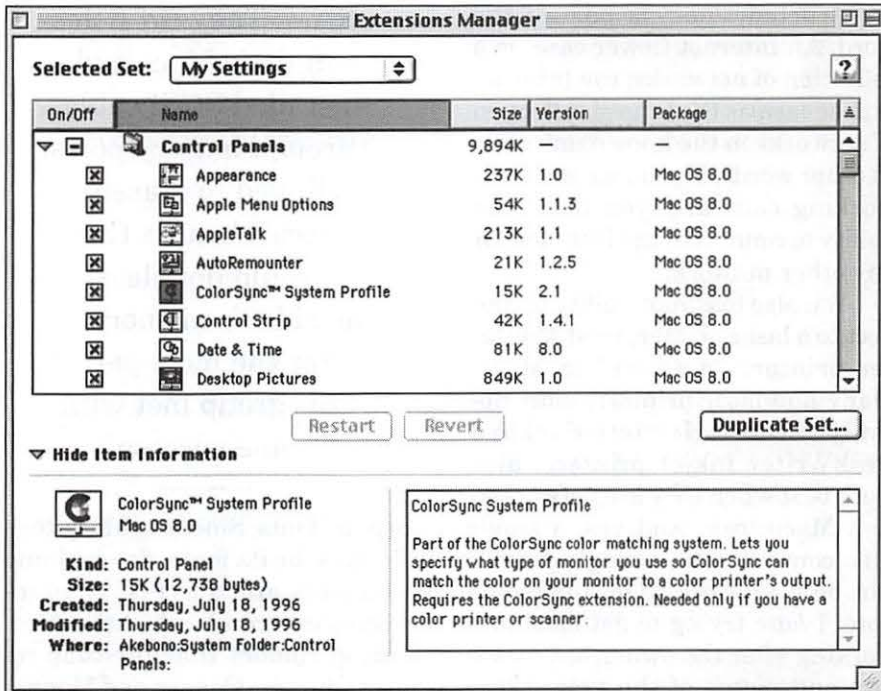 Extensions Manager
Selected Set: My Settings
?
On/Off Name Size Version Package
Control Panels 9,894K —
Appearance 237K 1.0 Mac OS 8.0
Apple Menu Options 54K 1.1.3 Mac OS 8.0
AppleTalk 213K 1.1 Mac OS 8.0
AutoRemounter 21K 1.2.5 Mac OS 8.0
ColorSync™ System Profile 15K 2.1 Mac OS 8.0
Control Strip 42K 1.4.1 Mac OS 8.0
Date & Time 81K 8.0 Mac OS 8.0
Desktop Pictures 849K 1.0 Mac OS 8.0
Restart Revert Duplicate Set...
Hide Item Information
ColorSync™ System Profile
Mac OS 8.0
Kind: Control Panel
Size: 15K (12,738 bytes)
Created: Thursday, July 18, 1996
Modified: Thursday, July 18, 1996
Where: Akebono:System Folder:Control
Panels:
ColorSync System Profile
Part of the ColorSync color matching system. Lets you
specify what type of monitor you use so ColorSync can
match the color on your monitor to a color printer's output.
Requires the ColorSync extension. Needed only if you have a
color printer or scanner.